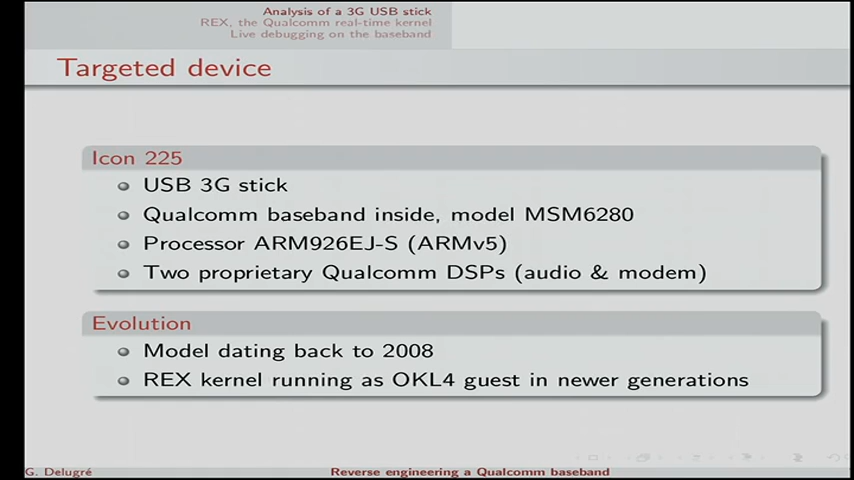 Analysis of a 3G USB stick
REX, the Qualcomm real-time kernel
Live debugging on the baseband
Targeted device
Icon 225
USB 3G stick
Qualcomm baseband inside, model MSM6280
Processor ARM926EJ-S (ARMv5)
Two proprietary Qualcomm DSPs (audio & modem)
Evolution
Model dating back to 2008
REX kernel running as OKL4 guest in newer generations
G. Delugré
Reverse engineering a Qualcomm baseband